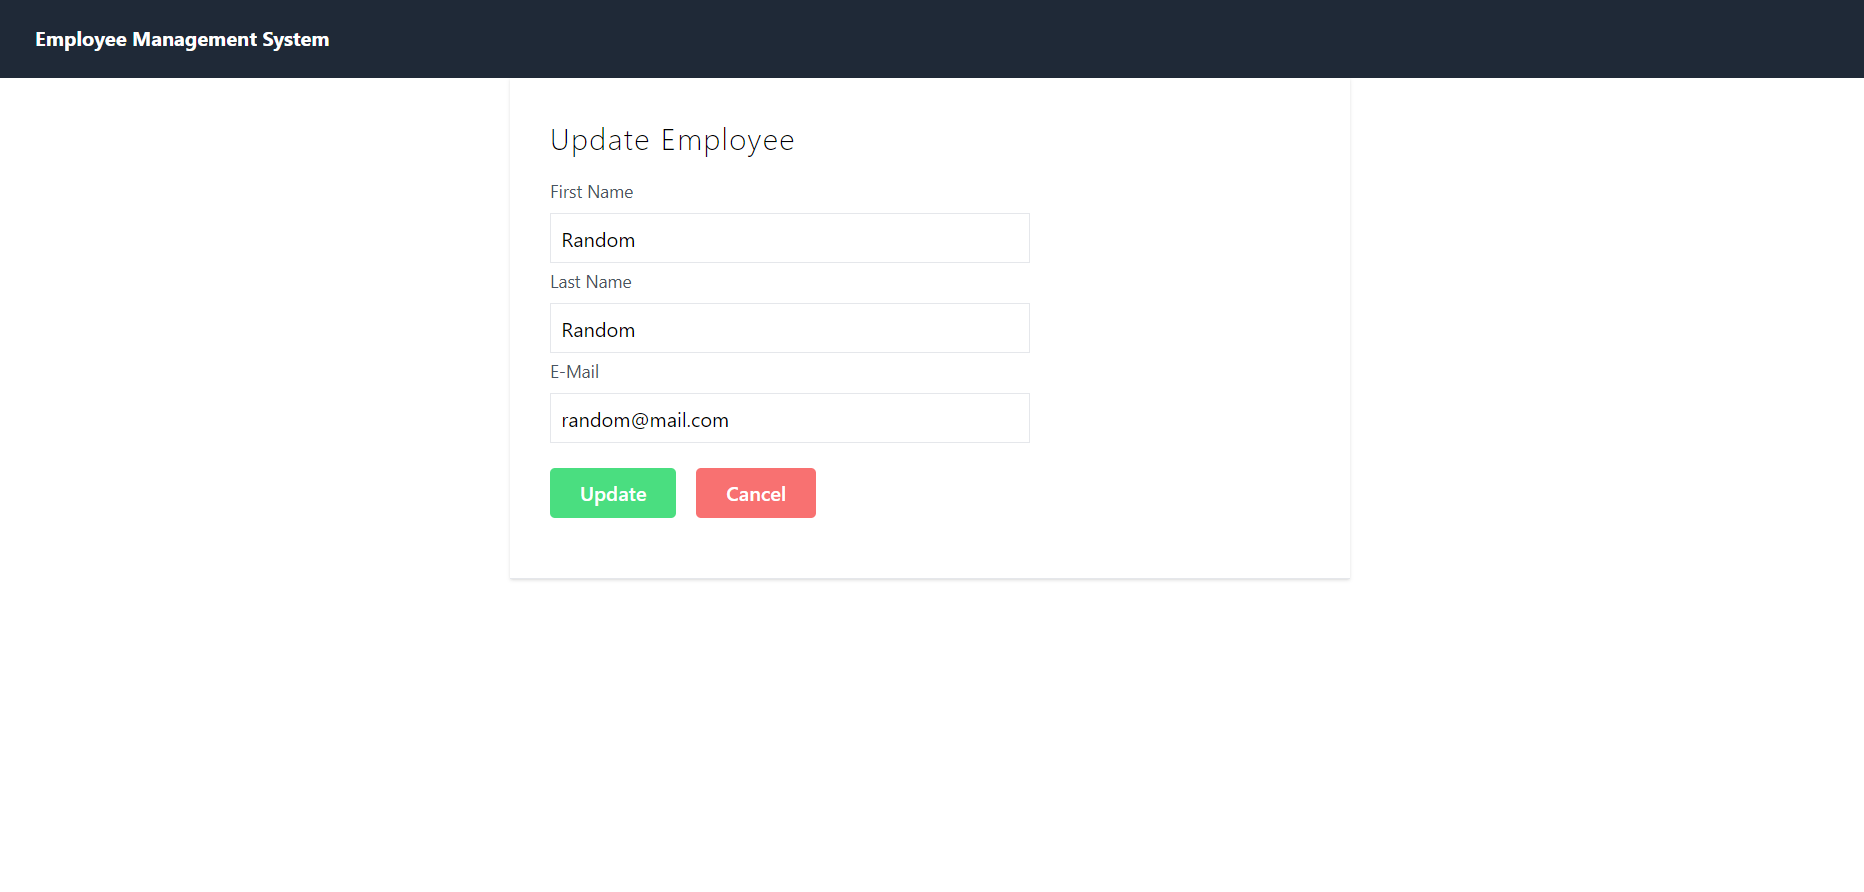 Employee Management System
Update Employee
First Name
Random
Last Name
Random
E-Mail
random@mail.com
Update Cancel